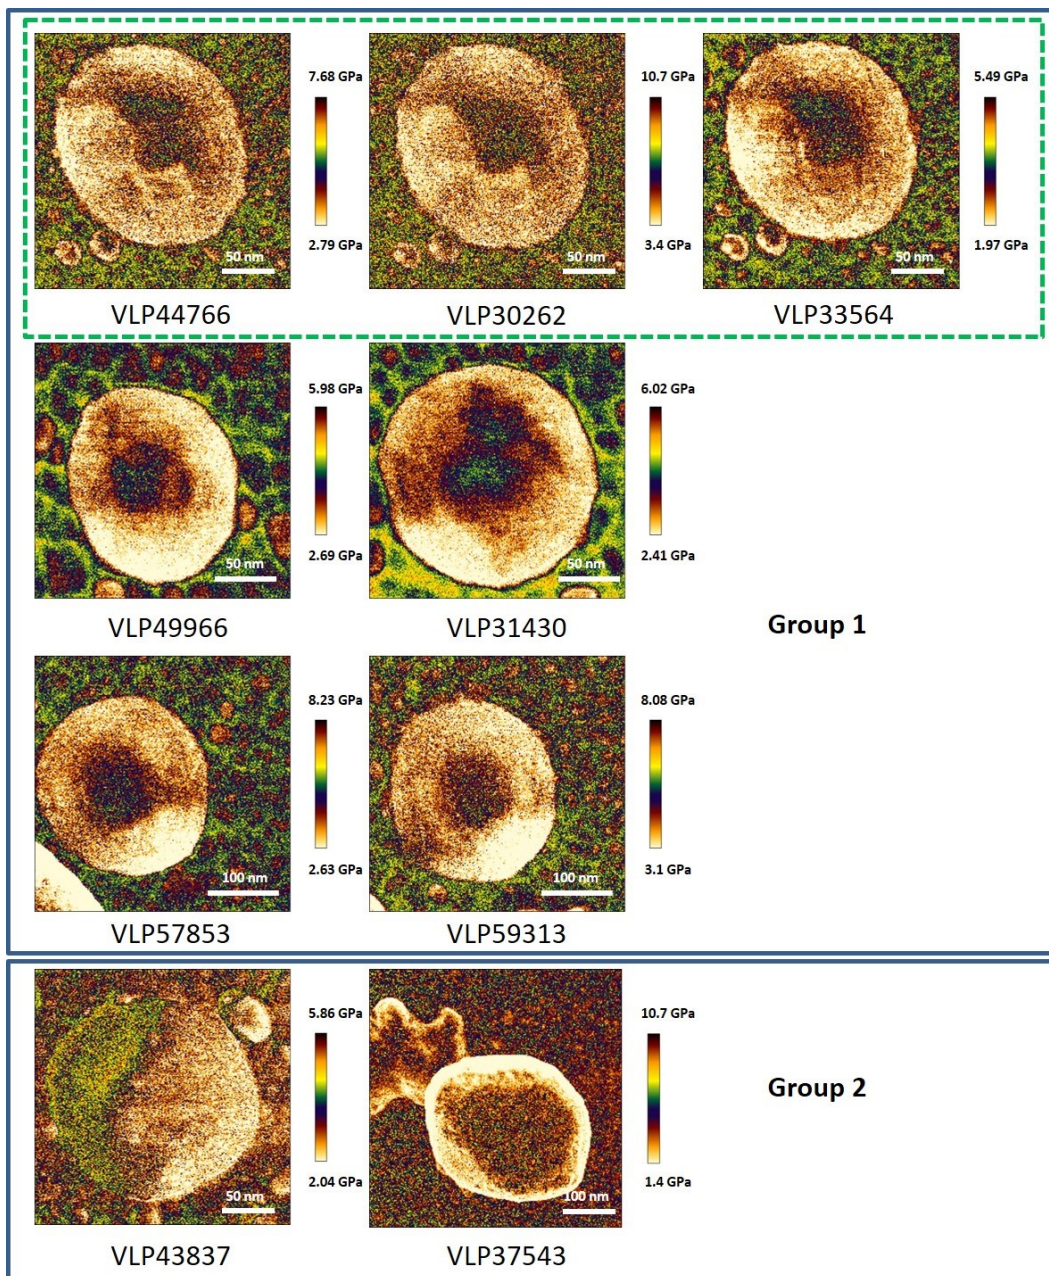 7.68 GPa
2.79 GPa
50 nm
VLP44766
10.7 GPa
3.4 GPa
50 nm
VLP30262
5.49 GPa
1.97 GPa
50 nm
VLP33564
5.98 GPa
2.69 GPa
50 nm
VLP49966
6.02 GPa
2.41 GPa
50 nm
VLP31430
Group 1
8.23 GPa
2.63 GPa
100 nm
VLP57853
8.08 GPa
3.1 GPa
100 nm
VLP59313
5.86 GPa
2.04 GPa
50 nm
VLP43837
10.7 GPa
1.4 GPa
100 nm
VLP37543
Group 2